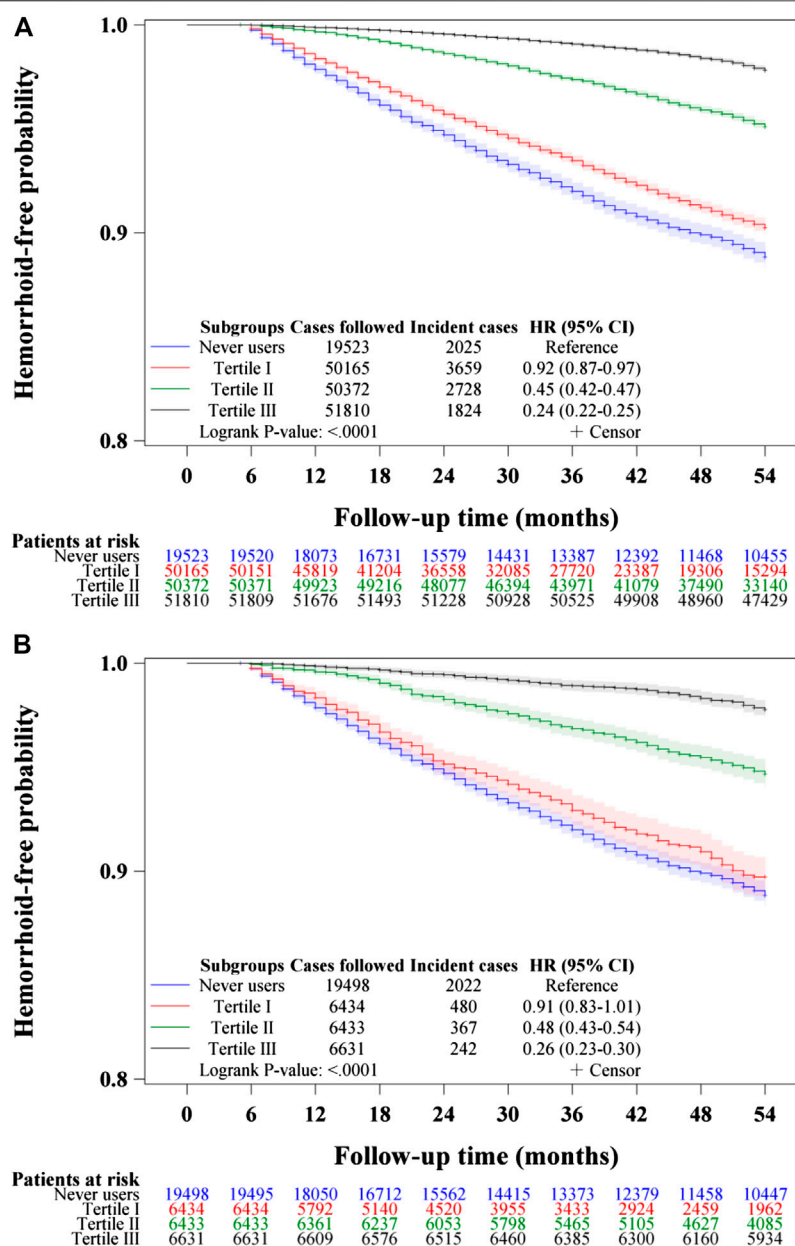 A
Hemorrhoid-free probability
1.0
0.9
0.8
Subgroups Cases followed Incident cases HR (95% CI)
Never users 19523 2025 Reference
Tertile I 50165 3659 0.92 (0.87-0.97)
Tertile II 50372 2728 0.45 (0.42-0.47)
Tertile III 51810 1824 0.24 (0.22-0.25)
Logrank P-value: <.0001 + Censor
0 6 12 18 24 30 36 42 48 54
Follow-up time (months)
Patients at risk
Never users 19523 19520 18073 16731 15579 14431 13387 12392 11468 10455
Tertile I 50165 50151 45819 41204 36558 32085 27720 23387 19306 15294
Tertile II 50372 50371 49923 49216 48077 46394 43971 41079 37490 33140
Tertile III 51810 51809 51676 51493 51228 50928 50525 49908 48960 47429
B
Hemorrhoid-free probability
1.0
0.9
0.8
Subgroups Cases followed Incident cases HR (95% CI)
Never users 19498 2022 Reference
Tertile I 6434 480 0.91 (0.83-1.01)
Tertile II 6433 367 0.48 (0.43-0.54)
Tertile III 6631 242 0.26 (0.23-0.30)
Logrank P-value: <.0001 + Censor
0 6 12 18 24 30 36 42 48 54
Follow-up time (months)
Patients at risk
Never users 19498 19495 18050 16712 15562 14415 13373 12379 11458 10447
Tertile I 6434 6434 5792 5140 4520 3955 3433 2924 2459 1962
Tertile II 6433 6433 6361 6237 6053 5798 5465 5105 4627 4085
Tertile III 6631 6631 6609 6576 6515 6460 6385 6300 6160 5934